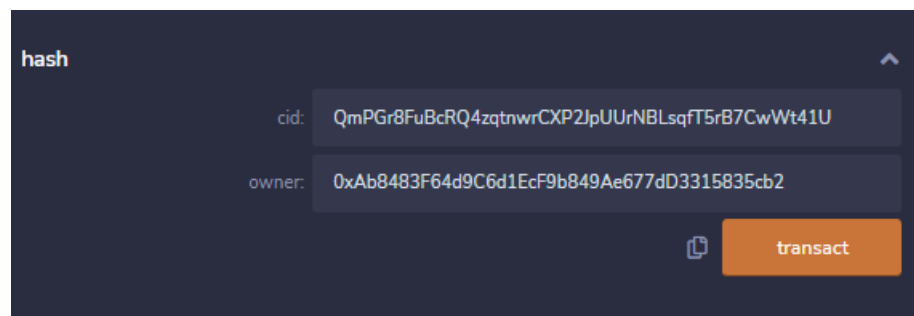 hash
cid: QmPGr8FuBcRQ4zqtnwrCXP2JpUUrNBLsqfT5rB7CwWt41U
owner: 0xAb8483F64d9C6d1EcF9b849Ae677dD3315835cb2
transact